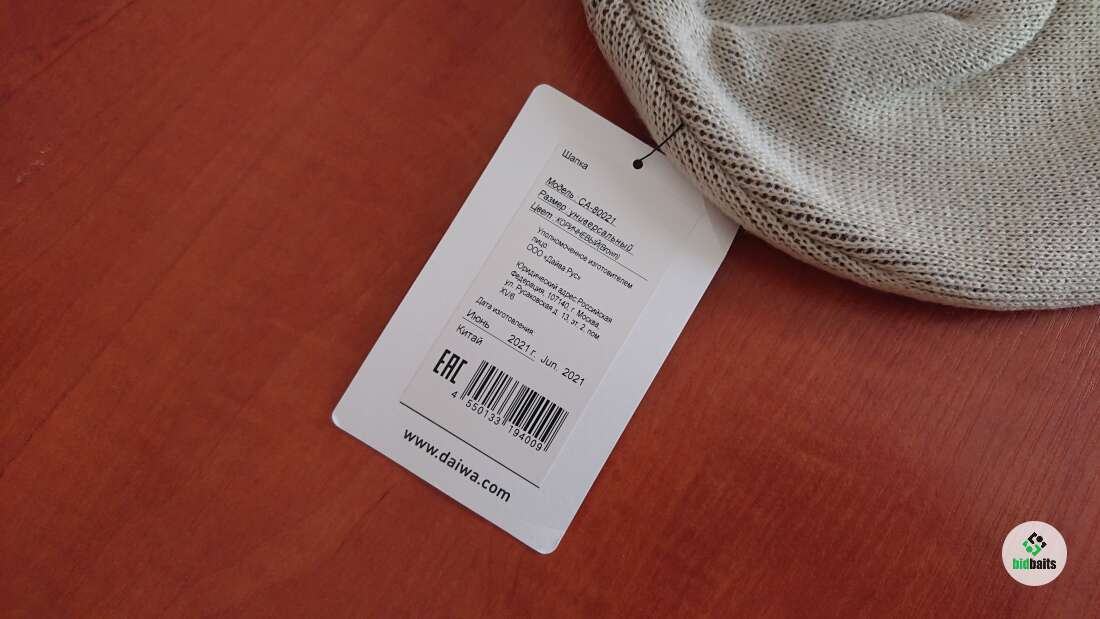 Шапка
Модель CA-80021
Размер универсальный
Цвет КОРИЧНЕВЫЙ(Brown)
Уполномоченное изготовителем
лицо:
ООО «Дайва Рус»
Юридический адрес:Российская
Федерация, 107140, г. Москва,
ул. Русаковская д. 13, эт. 2, пом.
XV/6
Дата изготовления
Июнь 2021 г. Jun. 2021
Китай
EAC
4 550133 194009
www.daiwa.com
bidbaits